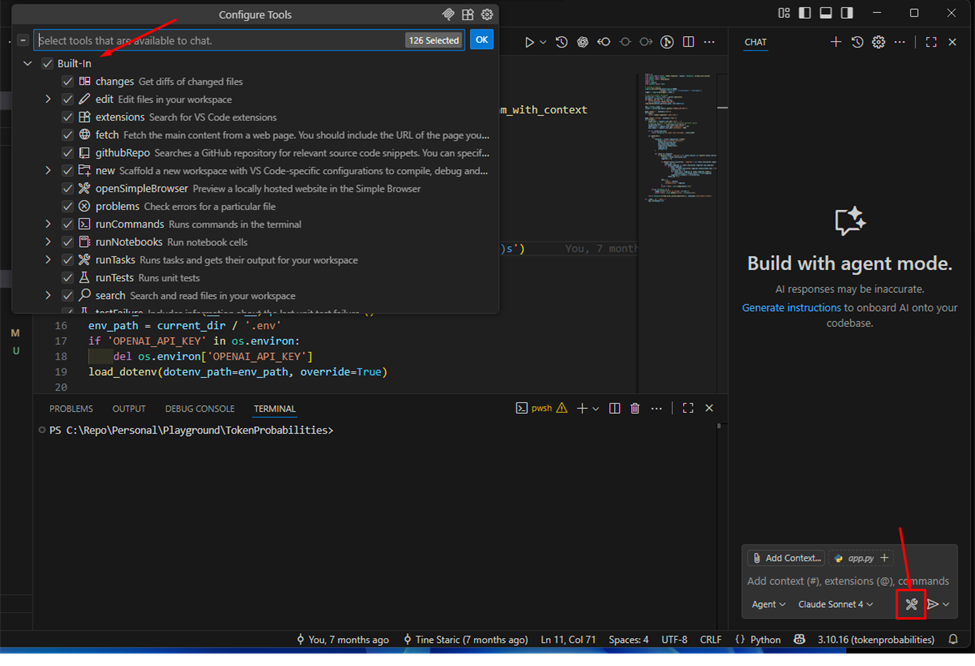 Configure Tools
Select tools that are available to chat.
126 Selected
OK
Built-In
changes Get diffs of changed files
edit Edit files in your workspace
extensions Search for VS Code extensions
fetch Fetch the main content from a web page. You should include the URL of the page you...
githubRepo Searches a GitHub repository for relevant source code snippets. You can specif...
new Scaffold a new workspace with VS Code-specific configurations to compile, debug and...
openSimpleBrowser Preview a locally hosted website in the Simple Browser
problems Check errors for a particular file
runCommands Runs commands in the terminal
runNotebooks Run notebook cells
runTasks Runs tasks and gets their output for your workspace
runTests Runs unit tests
search Search and read files in your workspace
m_with_context
)s')
You, 7 month
16 env_path = current_dir / '.env'
17 if 'OPENAI_API_KEY' in os.environ:
18 del os.environ['OPENAI_API_KEY']
19 load_dotenv(dotenv_path=env_path, override=True)
20
M
U
PROBLEMS OUTPUT DEBUG CONSOLE TERMINAL
pwsh
PS C:\Repo\Personal\Playground\TokenProbabilities>
CHAT
Build with agent mode.
AI responses may be inaccurate.
Generate instructions to onboard AI onto your
codebase.
Add Context...
app.py
Add context (#), extensions (@), commands
Agent
Claude Sonnet 4
You, 7 months ago
Tine Staric (7 months ago)
Ln 11, Col 71
Spaces: 4
UTF-8
CRLF
{ } Python
3.10.16 (tokenprobabilities)